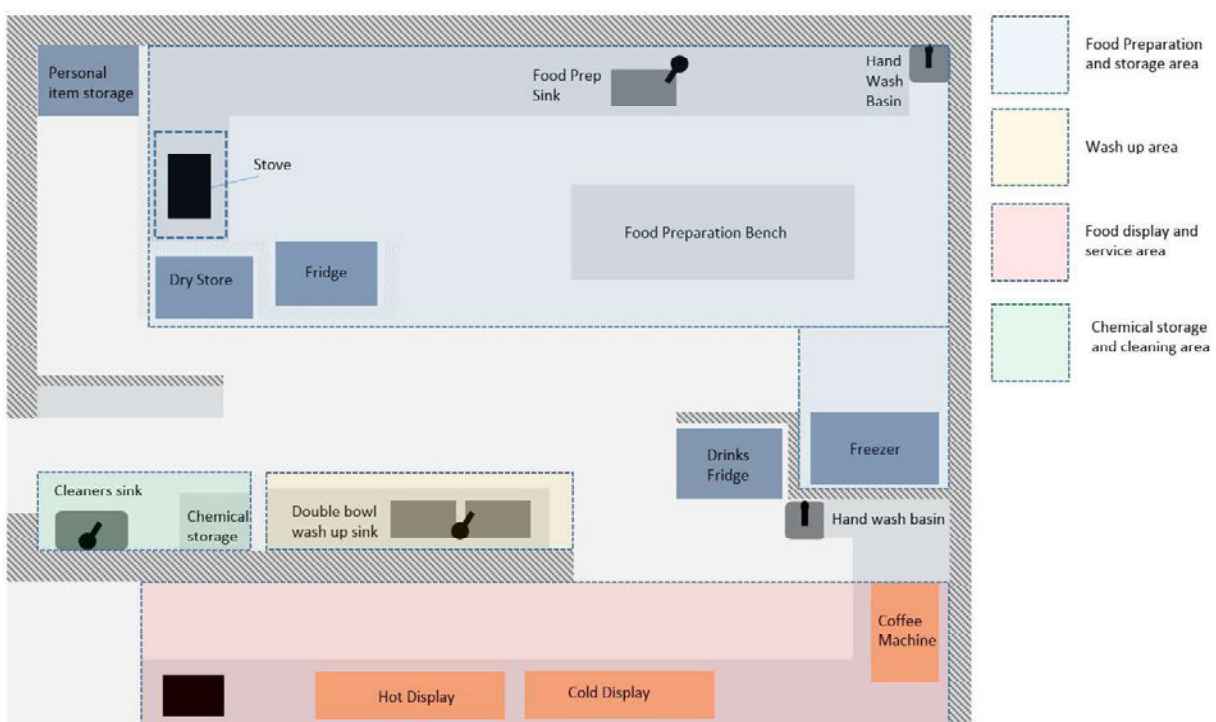 Personal
item storage
Food Prep
Sink
Hand
Wash
Basin
Stove
Food Preparation Bench
Dry Store
Fridge
Drinks
Fridge
Freezer
Cleaners sink
Chemical
storage
Double bowl
wash up sink
Hand wash basin
Coffee
Machine
Hot Display
Cold Display
Food Preparation
and storage area
Wash up area
Food display and
service area
Chemical storage
and cleaning area